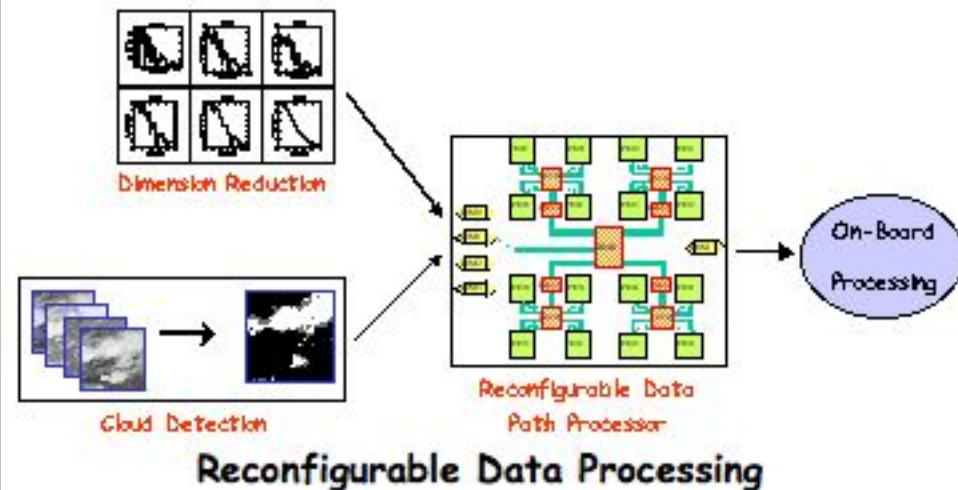 Dimension Reduction
On-Board
Processing
Reconfigurable Data
Path Processor
Cloud Detection
Reconfigurable Data Processing